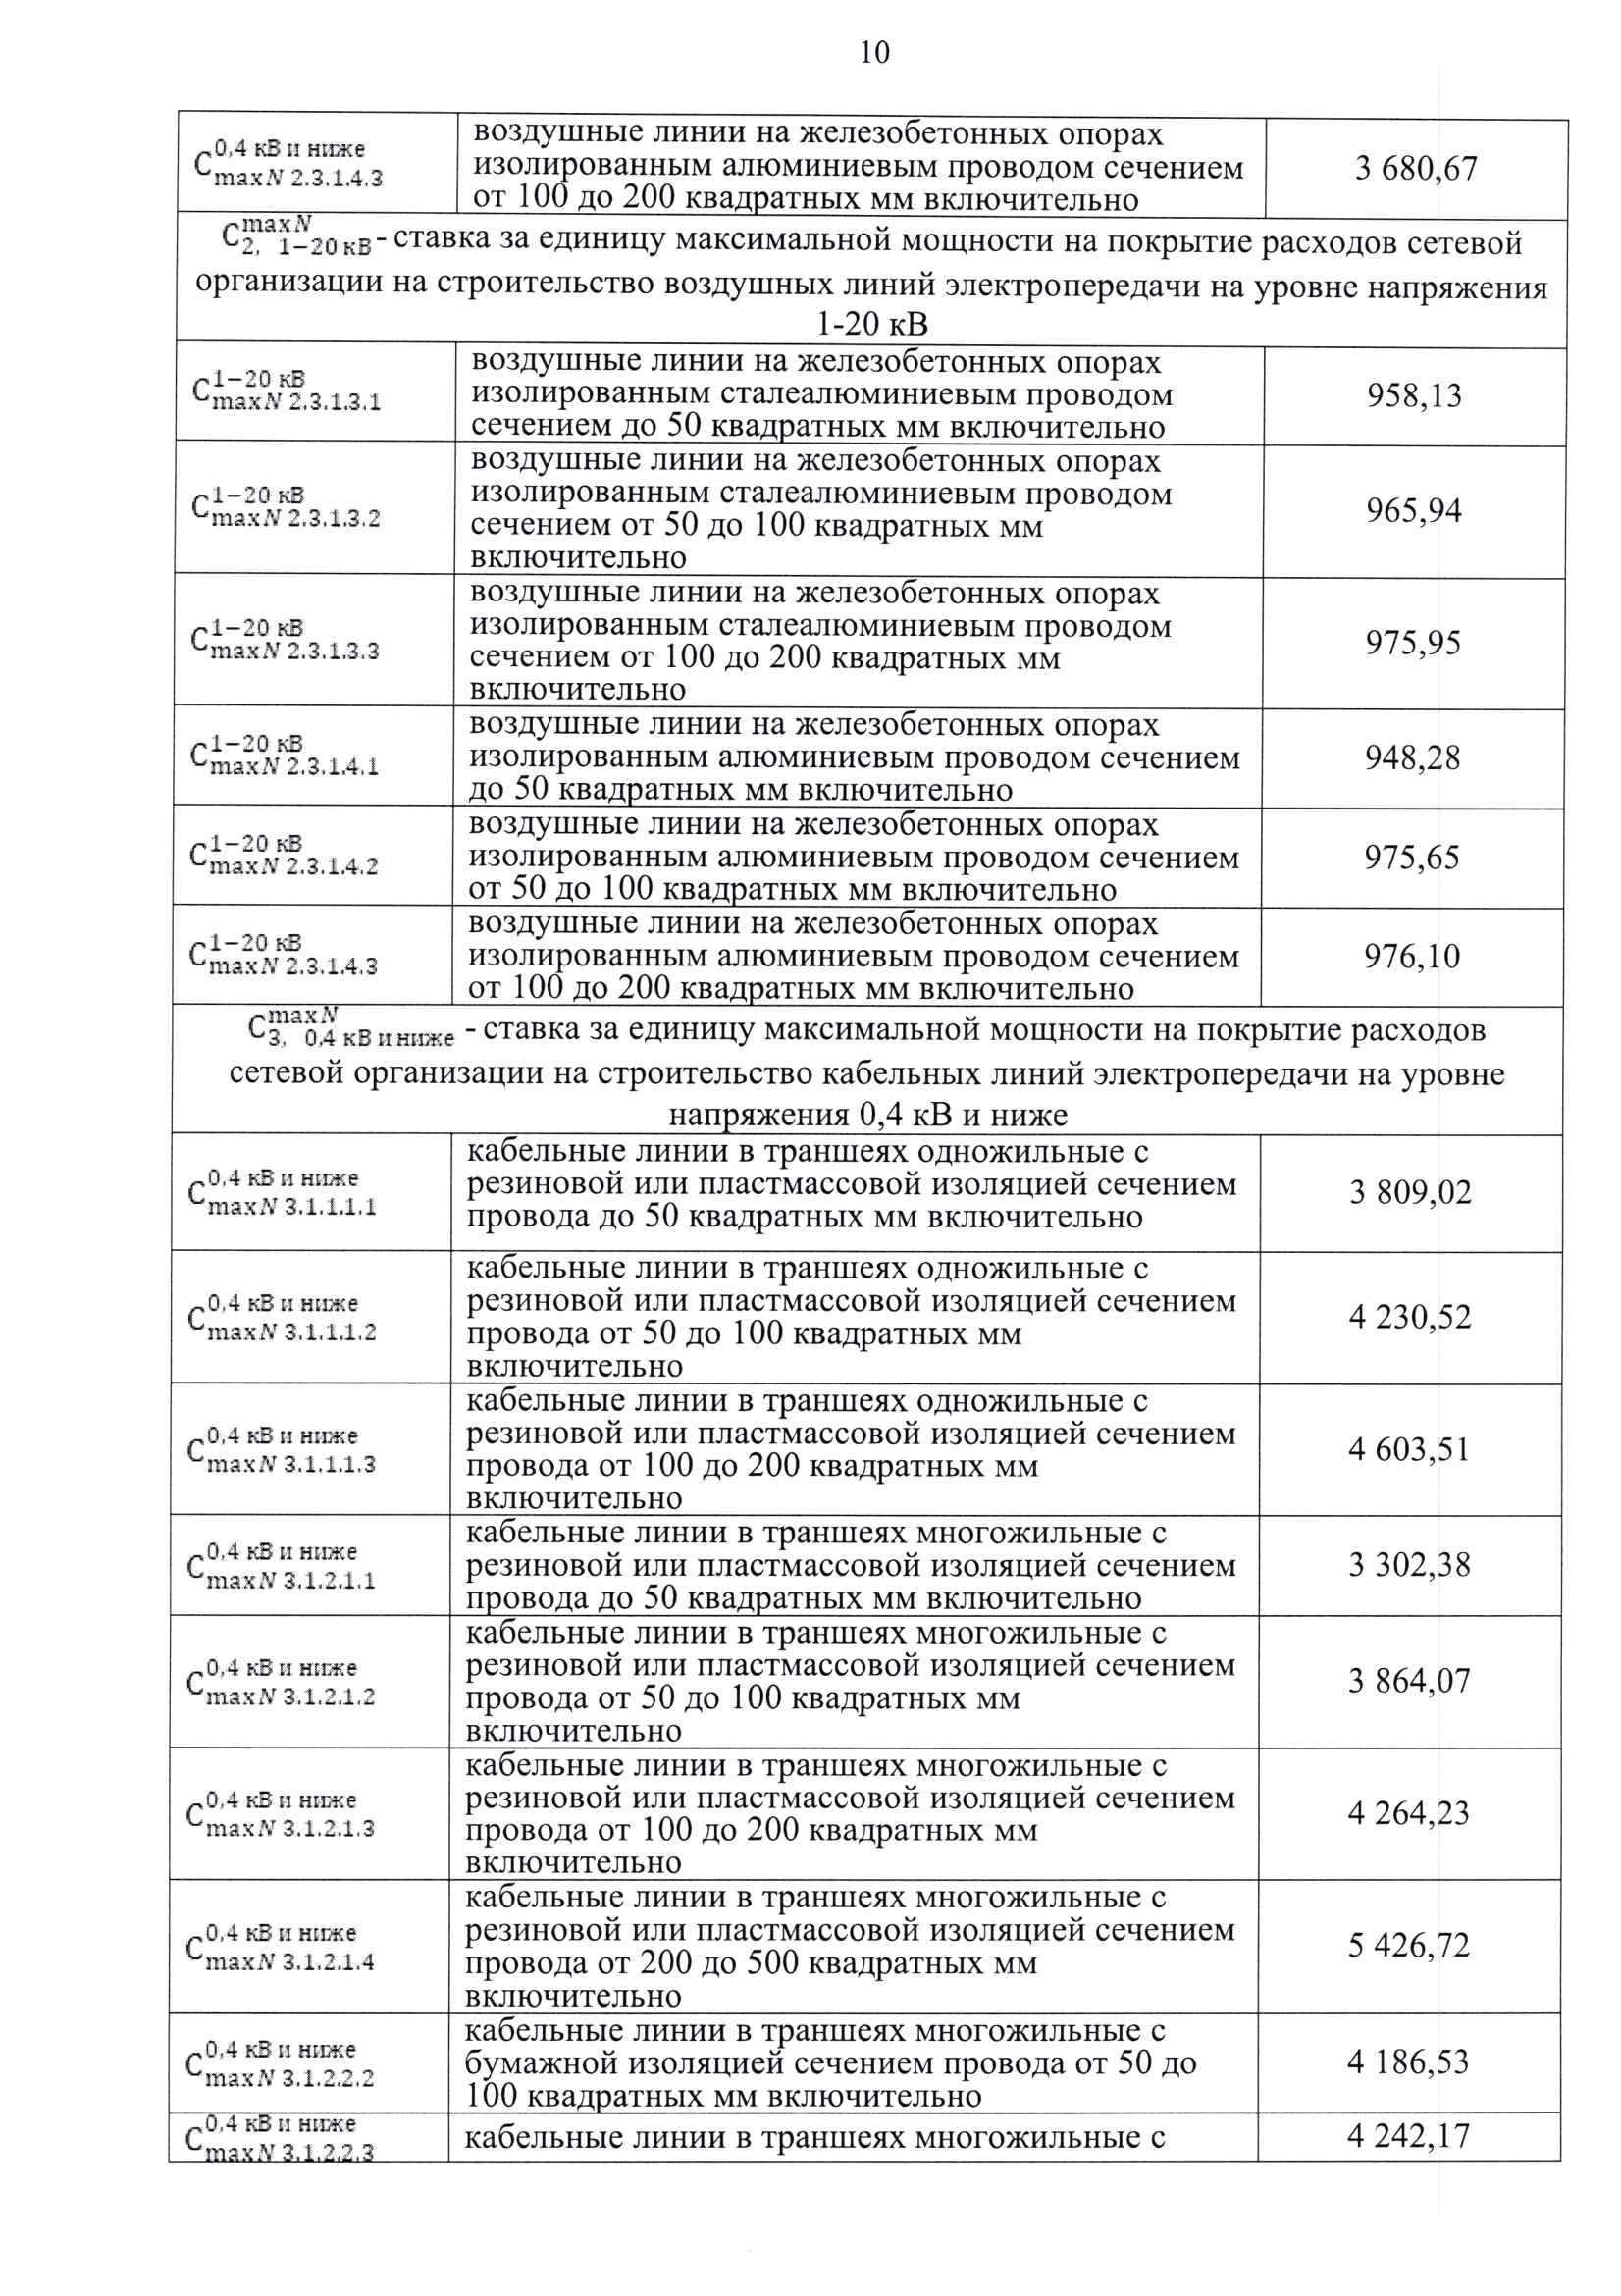 10
C^{0,4 кВ и ниже}_{maxN 2.3.1.4.3}
воздушные линии на железобетонных опорах
изолированным алюминиевым проводом сечением
от 100 до 200 квадратных мм включительно
3 680,67
C^{maxN}_{2, 1–20 кВ} - ставка за единицу максимальной мощности на покрытие расходов сетевой
организации на строительство воздушных линий электропередачи на уровне напряжения
1-20 кВ
C^{1–20 кВ}_{maxN 2.3.1.3.1}
воздушные линии на железобетонных опорах
изолированным сталеалюминиевым проводом
сечением до 50 квадратных мм включительно
958,13
C^{1–20 кВ}_{maxN 2.3.1.3.2}
воздушные линии на железобетонных опорах
изолированным сталеалюминиевым проводом
сечением от 50 до 100 квадратных мм
включительно
965,94
C^{1–20 кВ}_{maxN 2.3.1.3.3}
воздушные линии на железобетонных опорах
изолированным сталеалюминиевым проводом
сечением от 100 до 200 квадратных мм
включительно
975,95
C^{1–20 кВ}_{maxN 2.3.1.4.1}
воздушные линии на железобетонных опорах
изолированным алюминиевым проводом сечением
до 50 квадратных мм включительно
948,28
C^{1–20 кВ}_{maxN 2.3.1.4.2}
воздушные линии на железобетонных опорах
изолированным алюминиевым проводом сечением
от 50 до 100 квадратных мм включительно
975,65
C^{1–20 кВ}_{maxN 2.3.1.4.3}
воздушные линии на железобетонных опорах
изолированным алюминиевым проводом сечением
от 100 до 200 квадратных мм включительно
976,10
C^{maxN}_{3, 0,4 кВ и ниже} - ставка за единицу максимальной мощности на покрытие расходов
сетевой организации на строительство кабельных линий электропередачи на уровне
напряжения 0,4 кВ и ниже
C^{0,4 кВ и ниже}_{maxN 3.1.1.1.1}
кабельные линии в траншеях одножильные с
резиновой или пластмассовой изоляцией сечением
провода до 50 квадратных мм включительно
3 809,02
C^{0,4 кВ и ниже}_{maxN 3.1.1.1.2}
кабельные линии в траншеях одножильные с
резиновой или пластмассовой изоляцией сечением
провода от 50 до 100 квадратных мм
включительно
4 230,52
C^{0,4 кВ и ниже}_{maxN 3.1.1.1.3}
кабельные линии в траншеях одножильные с
резиновой или пластмассовой изоляцией сечением
провода от 100 до 200 квадратных мм
включительно
4 603,51
C^{0,4 кВ и ниже}_{maxN 3.1.2.1.1}
кабельные линии в траншеях многожильные с
резиновой или пластмассовой изоляцией сечением
провода до 50 квадратных мм включительно
3 302,38
C^{0,4 кВ и ниже}_{maxN 3.1.2.1.2}
кабельные линии в траншеях многожильные с
резиновой или пластмассовой изоляцией сечением
провода от 50 до 100 квадратных мм
включительно
3 864,07
C^{0,4 кВ и ниже}_{maxN 3.1.2.1.3}
кабельные линии в траншеях многожильные с
резиновой или пластмассовой изоляцией сечением
провода от 100 до 200 квадратных мм
включительно
4 264,23
C^{0,4 кВ и ниже}_{maxN 3.1.2.1.4}
кабельные линии в траншеях многожильные с
резиновой или пластмассовой изоляцией сечением
провода от 200 до 500 квадратных мм
включительно
5 426,72
C^{0,4 кВ и ниже}_{maxN 3.1.2.2.2}
кабельные линии в траншеях многожильные с
бумажной изоляцией сечением провода от 50 до
100 квадратных мм включительно
4 186,53
C^{0,4 кВ и ниже}_{maxN 3.1.2.2.3}
кабельные линии в траншеях многожильные с
4 242,17